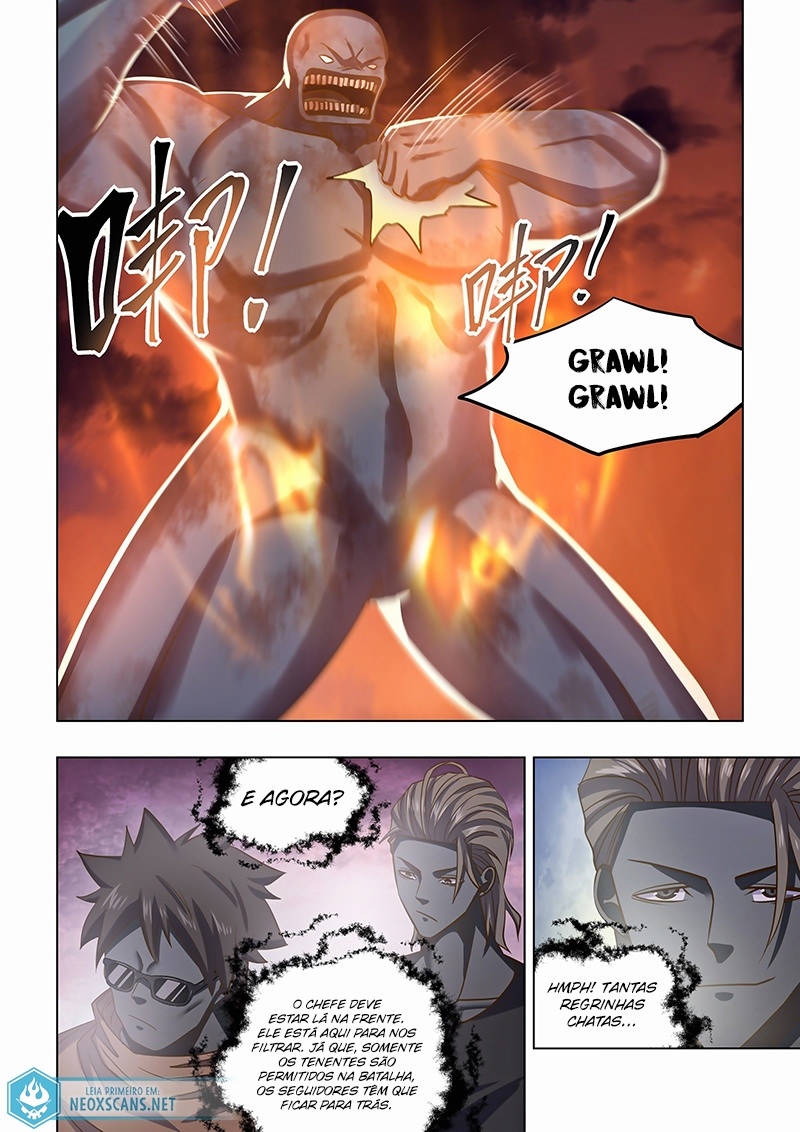 咿!
咿!
GRAWL!
GRAWL!
E AGORA?
O CHEFE DEVE
ESTAR LÁ NA FRENTE.
ELE ESTÁ AQUI PARA NOS
FILTRAR. JÁ QUE, SOMENTE
OS TENENTES SÃO
PERMITIDOS NA BATALHA,
OS SEGUIDORES TÊM QUE
FICAR PARA TRÁS.
HMPH! TANTAS
REGRINHAS
CHATAS...
LEIA PRIMEIRO EM:
NEOXSCANS.NET